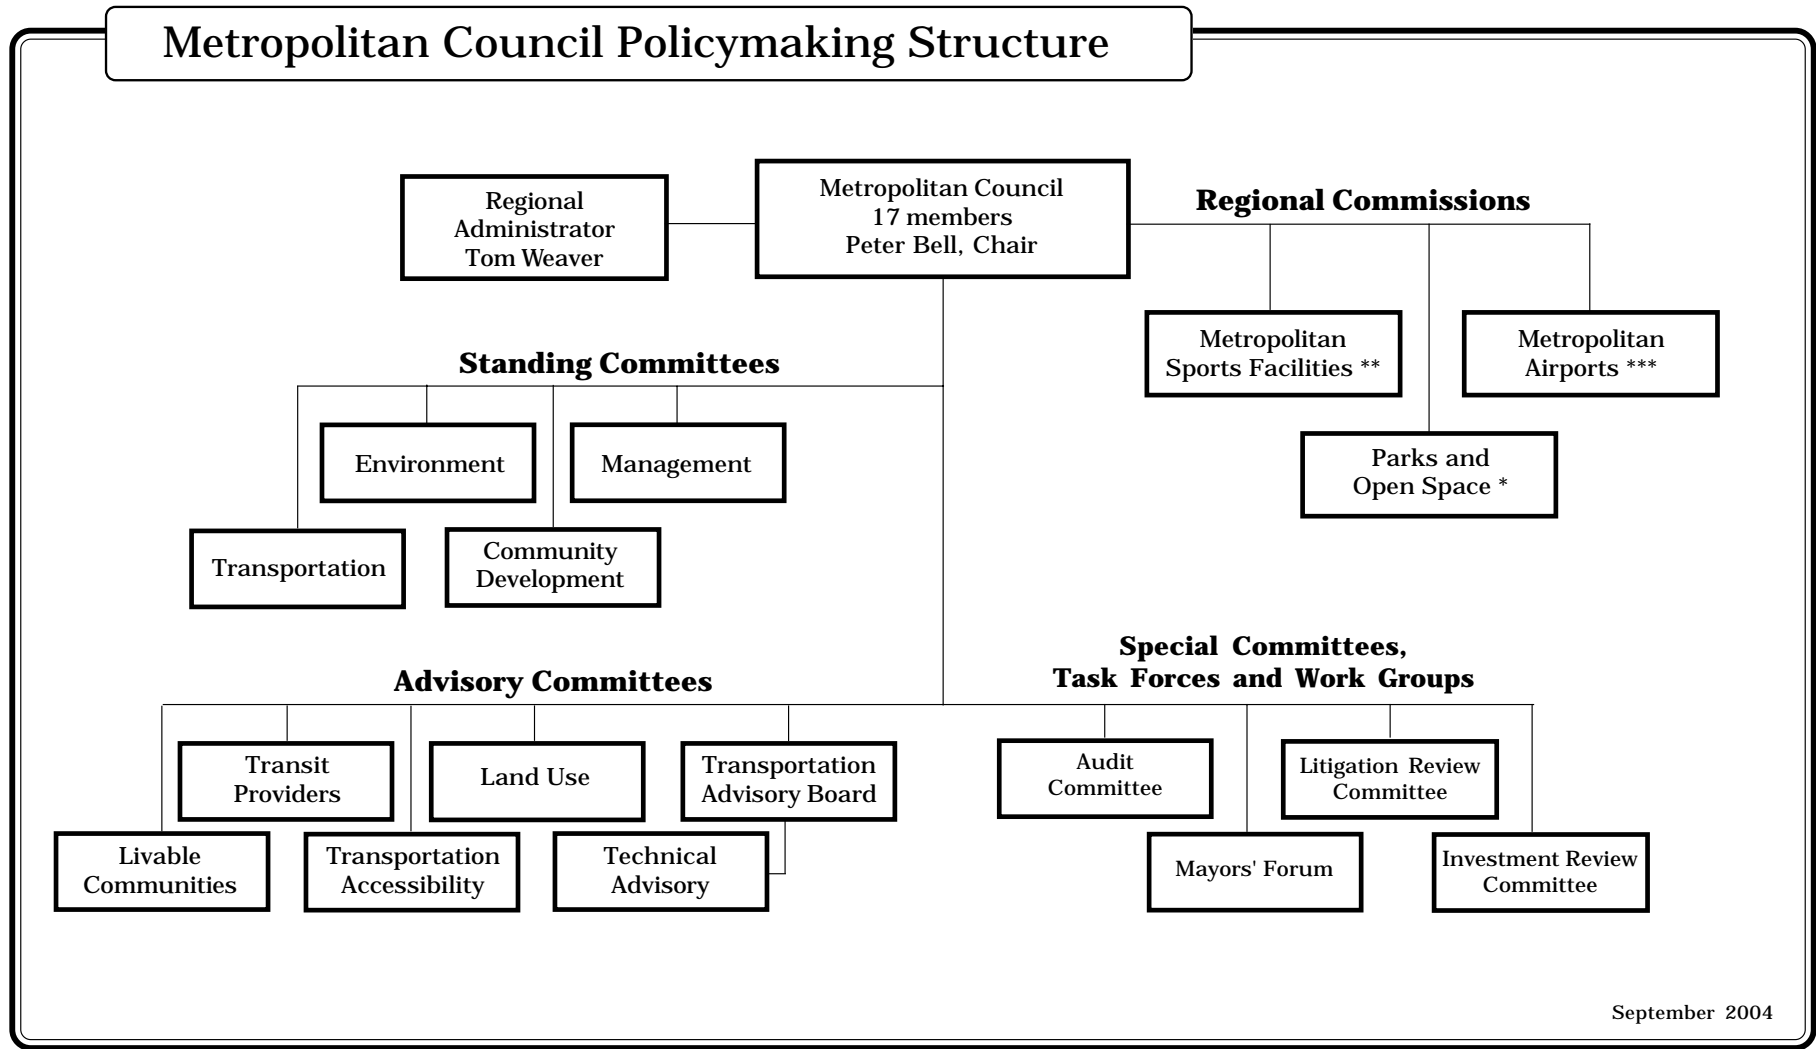 Metropolitan Council Policymaking Structure
Regional
Administrator
Tom Weaver
Metropolitan Council
17 members
Peter Bell, Chair
Regional Commissions
Metropolitan
Sports Facilities **
Metropolitan
Airports ***
Parks and
Open Space *
Standing Committees
Environment
Management
Transportation
Community
Development
Advisory Committees
Transit
Providers
Land Use
Transportation
Advisory Board
Livable
Communities
Transportation
Accessibility
Technical
Advisory
Special Committees,
Task Forces and Work Groups
Audit
Committee
Litigation Review
Committee
Mayors' Forum
Investment Review
Committee
September 2004